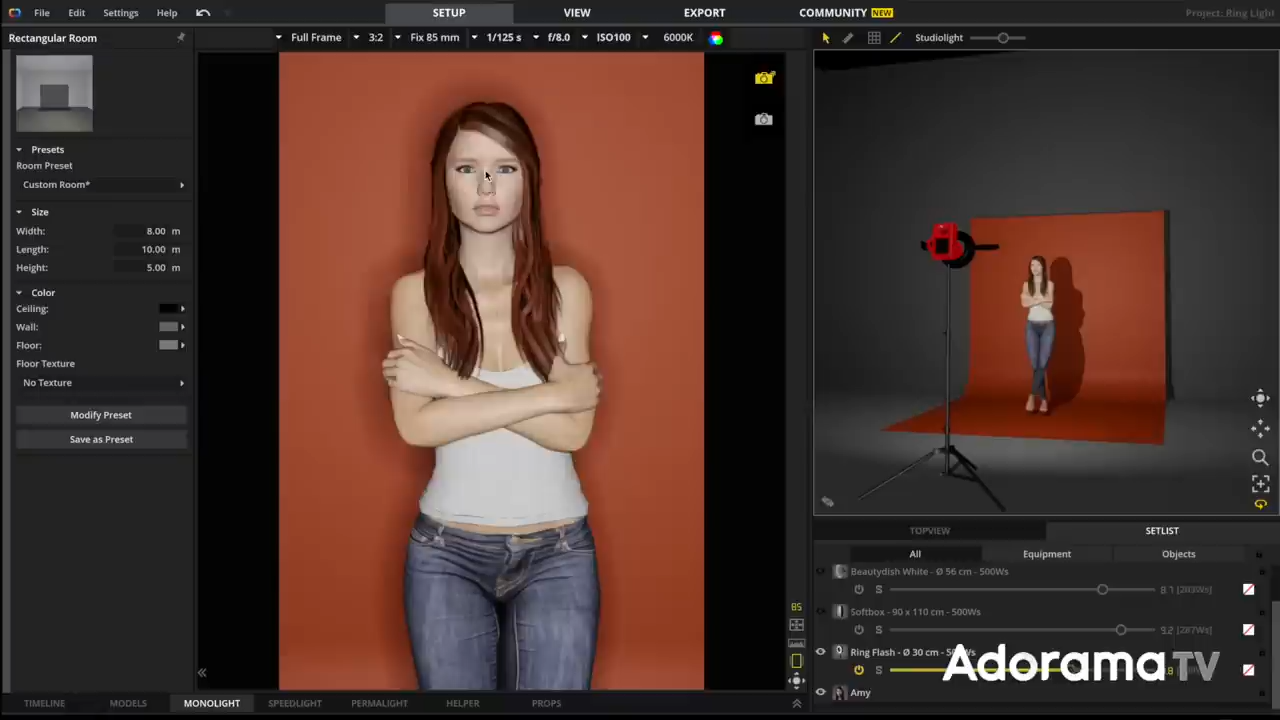 File Edit Settings Help
SETUP VIEW EXPORT COMMUNITY NEW
Project: Ring Light
Rectangular Room
Full Frame 3:2 Fix 85 mm 1/125 s f/8.0 ISO100 6000K
Studiolight
Presets
Room Preset
Custom Room*
Size
Width: 8.00 m
Length: 10.00 m
Height: 5.00 m
Color
Ceiling:
Wall:
Floor:
Floor Texture
No Texture
Modify Preset
Save as Preset
BS
TOPVIEW SETLIST
All Equipment Objects
Beautydish White - Ø 56 cm - 500Ws
S
Softbox - 90 x 110 cm - 500Ws
S 9.2 [287Ws]
Ring Flash - Ø 30 cm -
S
Amy
Adorama TV
TIMELINE MODELS MONOLIGHT SPEEDLIGHT PERMALIGHT HELPER PROPS